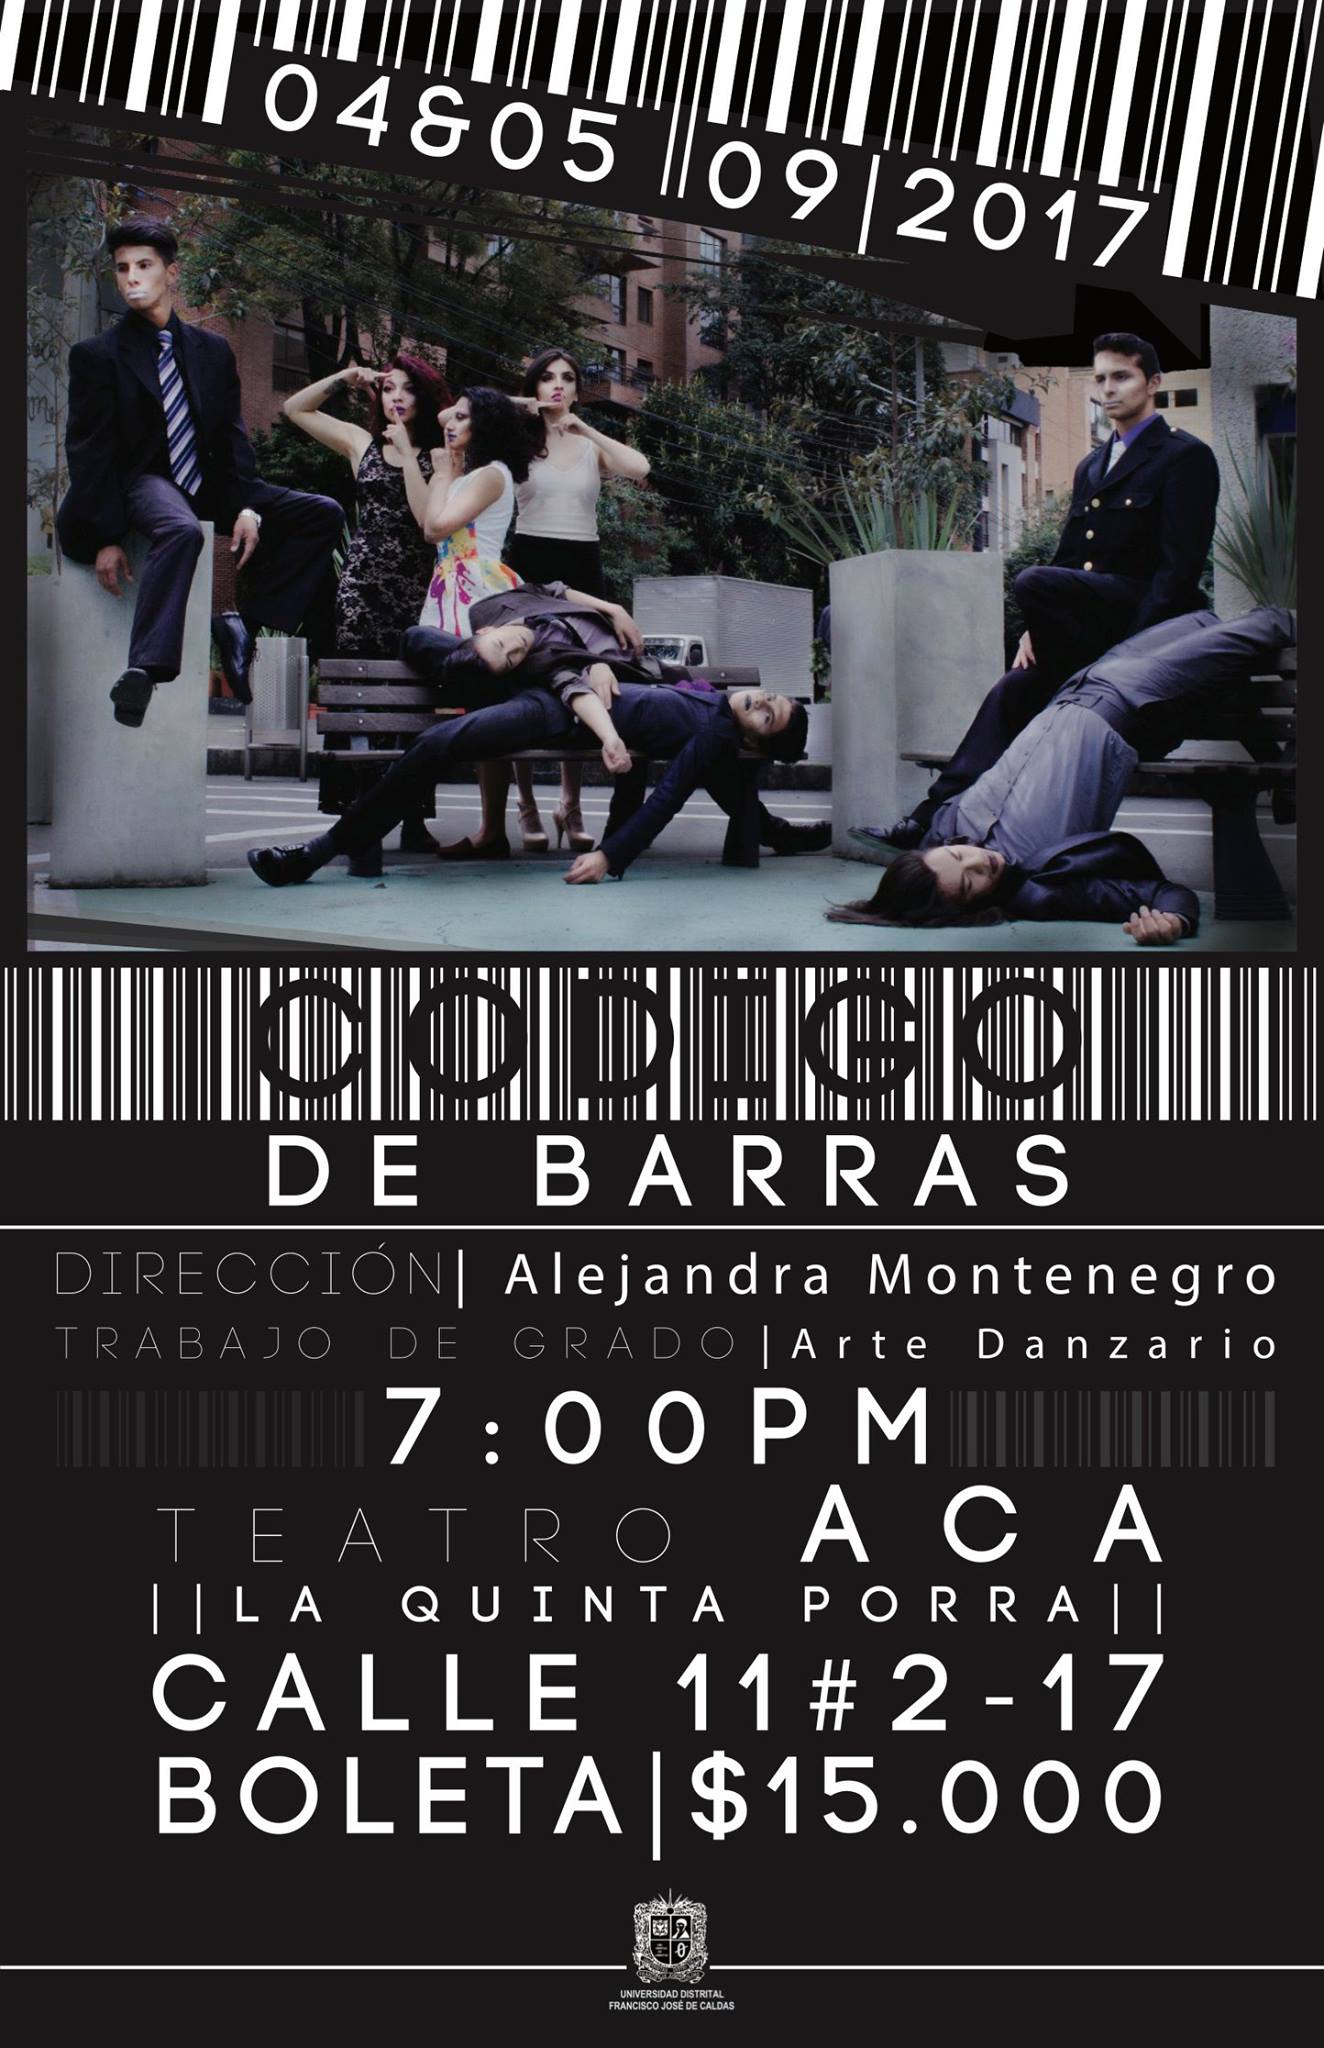 04&05||09|2017
CODIGO
DE BARRAS
DIRECCIÓN| Alejandra Montenegro
TRABAJO DE GRADO|Arte Danzario
7:00PM
TEATRO ACA
||LA QUINTA PORRA||
CALLE 11#2-17
BOLETA|$15.000
UNIVERSIDAD DISTRITAL
FRANCISCO JOSÉ DE CALDAS